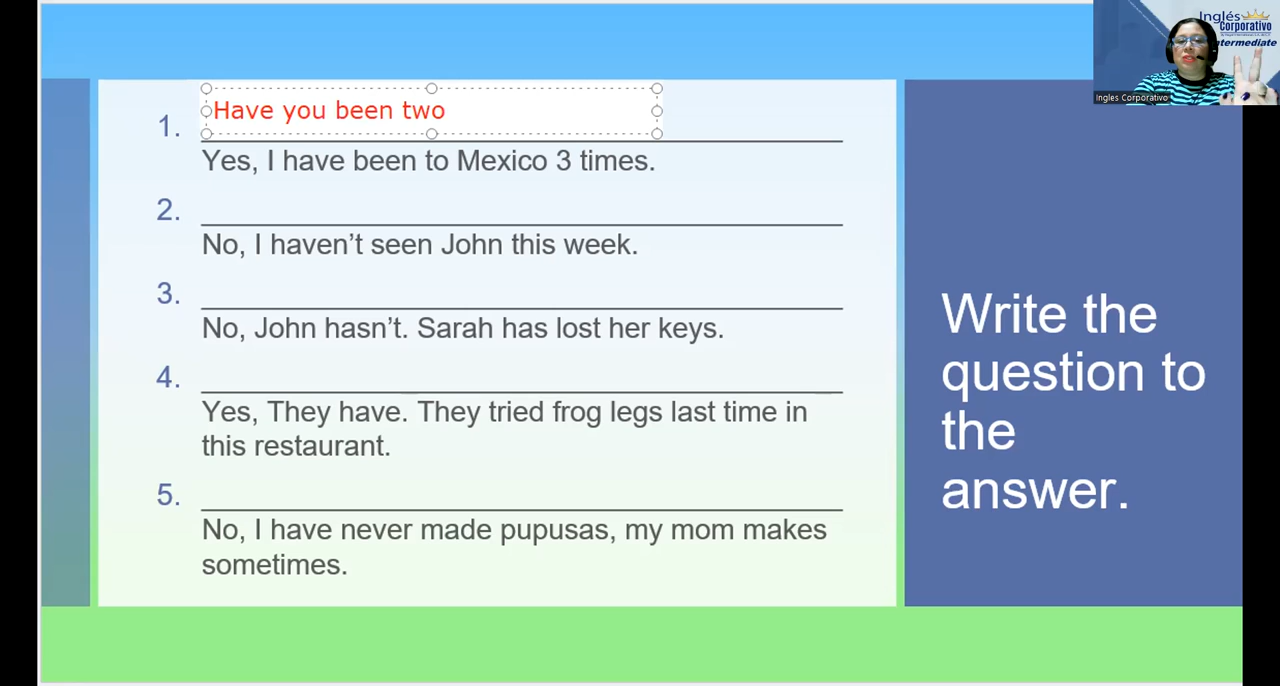 Inglés
Corporativo
Intermediate
Ingles Corporativo
1. Have you been two
Yes, I have been to Mexico 3 times.
2.
No, I haven't seen John this week.
3.
No, John hasn't. Sarah has lost her keys.
4.
Yes, They have. They tried frog legs last time in
this restaurant.
5.
No, I have never made pupusas, my mom makes
sometimes.
Write the
question to
the
answer.